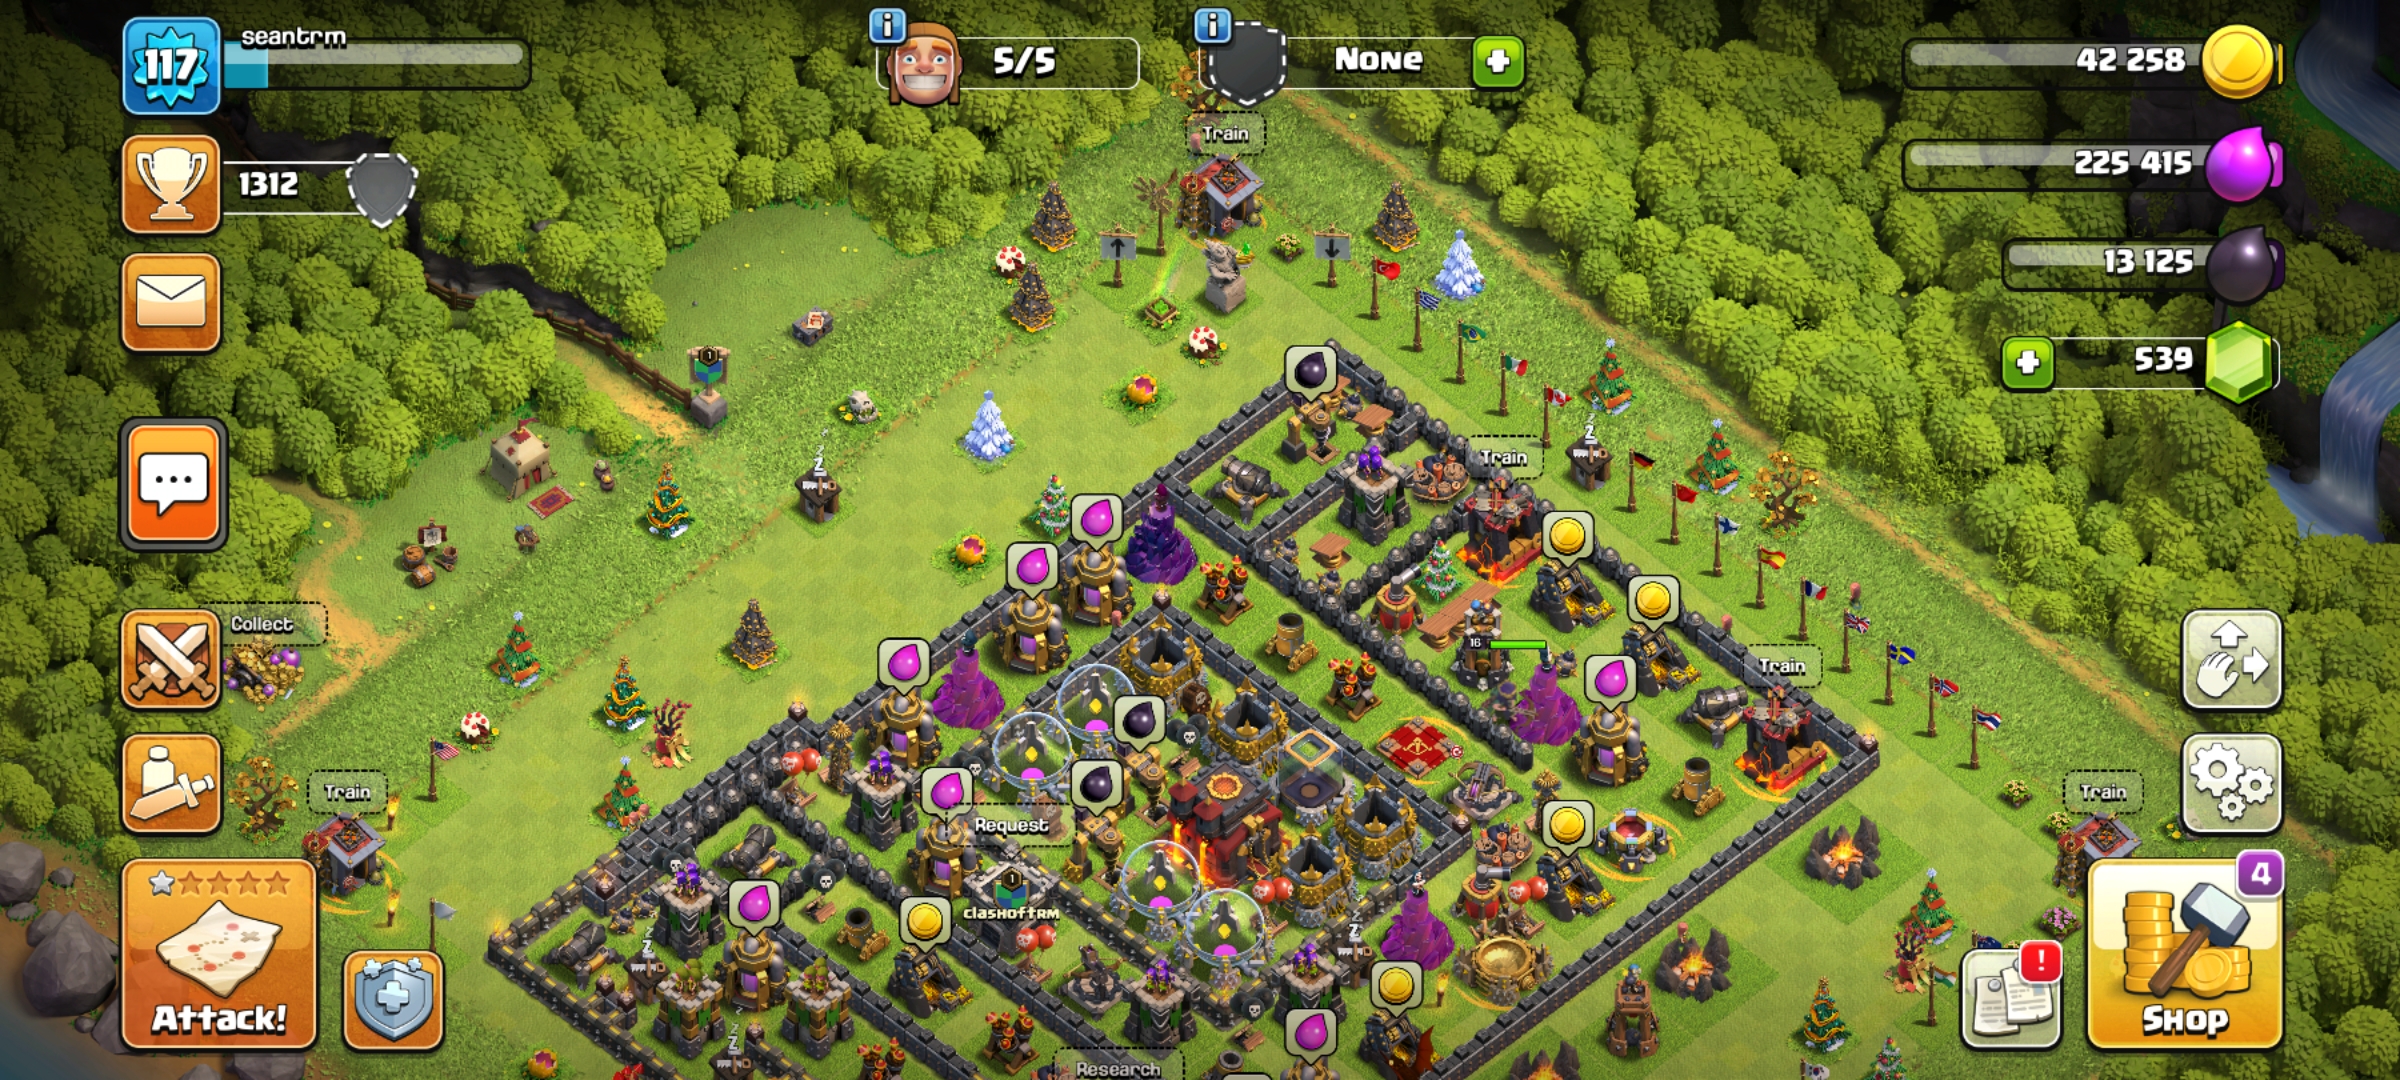 117
seantrm
5/5
None
42 258
225 415
13 125
539
1312
Train
Train
Train
Train
Train
Collect
16
1
Request
1
clashoftrm
Research
Attack!
4
!
Shop
z
z
z
z
z
z
z
z
z
z